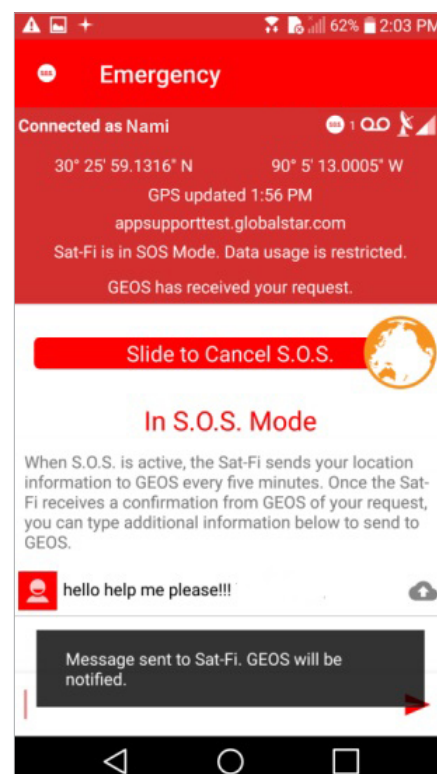 62% 2:03 PM
Emergency
Connected as Nami
SOS 1
30° 25' 59.1316" N 90° 5' 13.0005" W
GPS updated 1:56 PM
appsupporttest.globalstar.com
Sat-Fi is in SOS Mode. Data usage is restricted.
GEOS has received your request.
Slide to Cancel S.O.S.
In S.O.S. Mode
When S.O.S. is active, the Sat-Fi sends your location
information to GEOS every five minutes. Once the Sat-
Fi receives a confirmation from GEOS of your request,
you can type additional information below to send to
GEOS.
hello help me please!!!
Message sent to Sat-Fi. GEOS will be
notified.